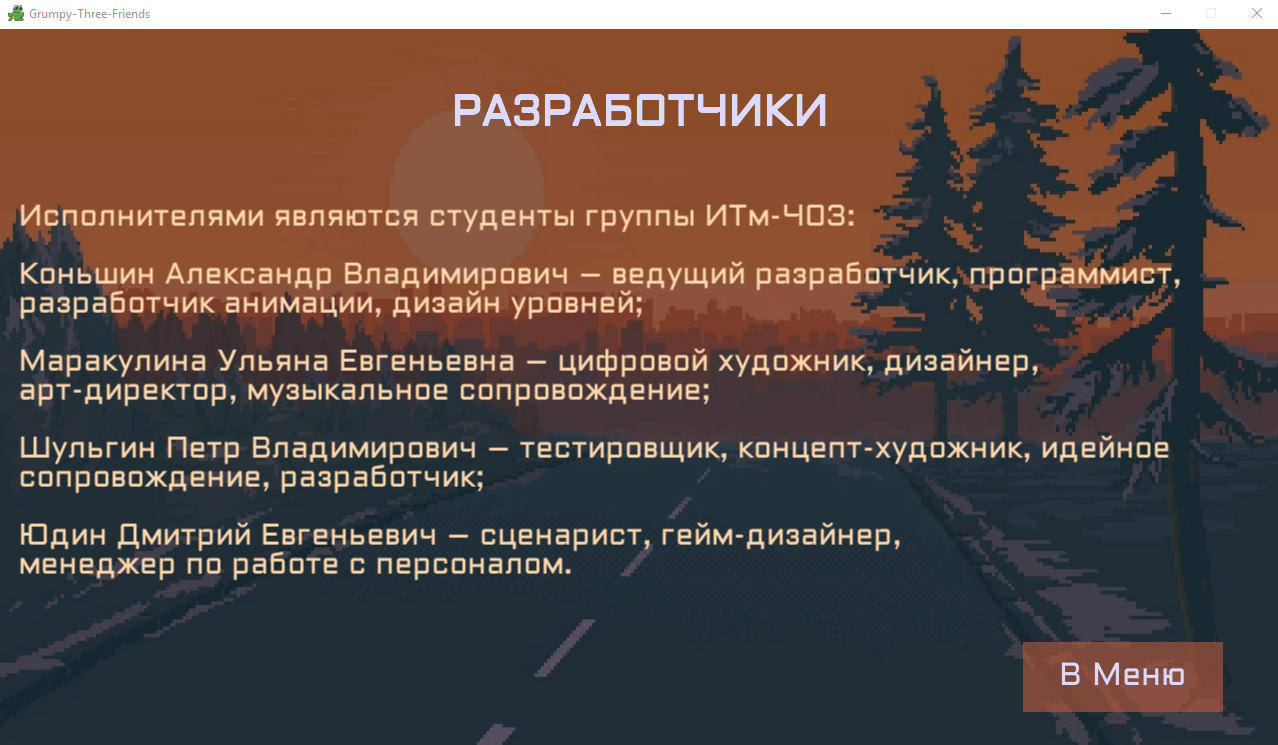 Grumpy-Three-Friends
РАЗРАБОТЧИКИ
Исполнителями являются студенты группы ИТм-403:
Коньшин Александр Владимирович – ведущий разработчик, программист,
разработчик анимации, дизайн уровней;
Маракулина Ульяна Евгеньевна – цифровой художник, дизайнер,
арт-директор, музыкальное сопровождение;
Шульгин Петр Владимирович – тестировщик, концепт-художник, идейное
сопровождение, разработчик;
Юдин Дмитрий Евгеньевич – сценарист, гейм-дизайнер,
менеджер по работе с персоналом.
В Меню